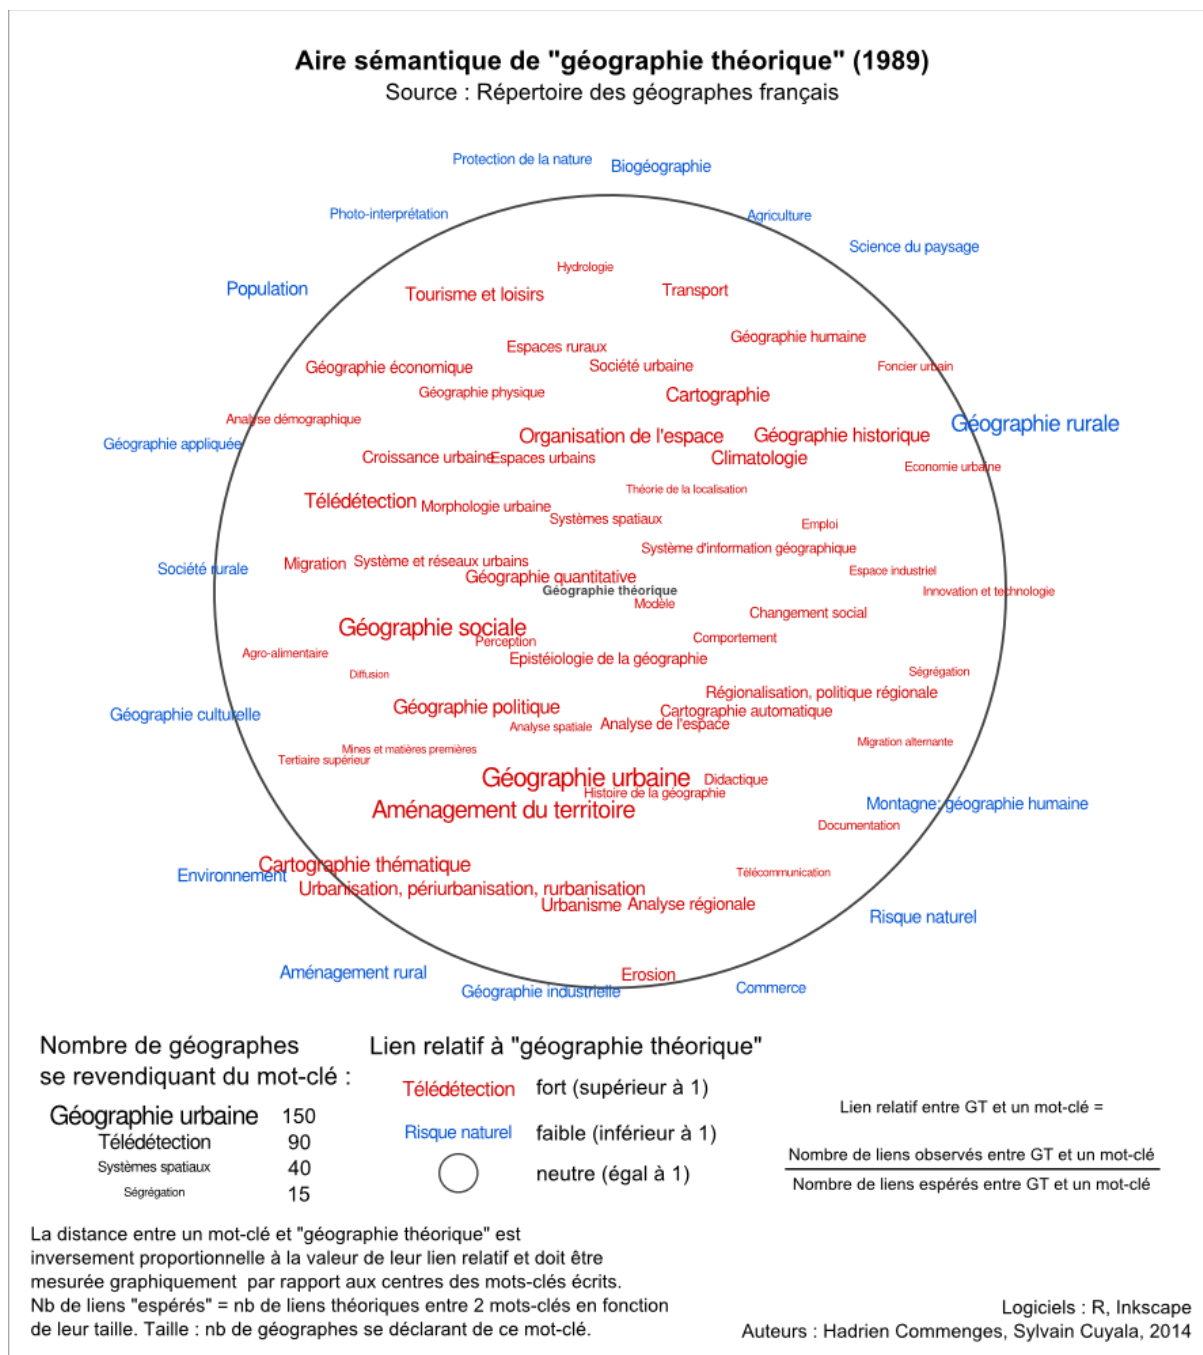 Aire sémantique de "géographie théorique" (1989)
Source : Répertoire des géographes français
Protection de la nature
Biogéographie
Photo-interprétation
Agriculture
Science du paysage
Hydrologie
Population
Tourisme et loisirs
Transport
Géographie humaine
Espaces ruraux
Géographie économique
Société urbaine
Foncier urbain
Géographie physique
Cartographie
Analyse démographique
Géographie rurale
Géographie appliquée
Organisation de l'espace
Géographie historique
Croissance urbaine
Espaces urbains
Climatologie
Economie urbaine
Théorie de la localisation
Télédétection
Morphologie urbaine
Systèmes spatiaux
Emploi
Système d'information géographique
Société rurale
Migration
Système et réseaux urbains
Espace industriel
Géographie quantitative
Géographie théorique
Innovation et technologie
Modèle
Changement social
Géographie sociale
Perception
Comportement
Agro-alimentaire
Epistéiologie de la géographie
Diffusion
Ségrégation
Régionalisation, politique régionale
Géographie culturelle
Géographie politique
Cartographie automatique
Analyse spatiale
Analyse de l'espace
Migration alternante
Mines et matières premières
Tertiaire supérieur
Géographie urbaine
Didactique
Histoire de la géographie
Aménagement du territoire
Montagne: géographie humaine
Documentation
Cartographie thématique
Environnement
Télécommunication
Urbanisation, périurbanisation, rurbanisation
Urbanisme
Analyse régionale
Risque naturel
Aménagement rural
Erosion
Géographie industrielle
Commerce
Nombre de géographes
se revendiquant du mot-clé :
Géographie urbaine 150
Télédétection 90
Systèmes spatiaux 40
Ségrégation 15
Lien relatif à "géographie théorique"
Télédétection fort (supérieur à 1)
Risque naturel faible (inférieur à 1)
neutre (égal à 1)
Lien relatif entre GT et un mot-clé =
Nombre de liens observés entre GT et un mot-clé
Nombre de liens espérés entre GT et un mot-clé
La distance entre un mot-clé et "géographie théorique" est
inversement proportionnelle à la valeur de leur lien relatif et doit être
mesurée graphiquement par rapport aux centres des mots-clés écrits.
Nb de liens "espérés" = nb de liens théoriques entre 2 mots-clés en fonction
de leur taille. Taille : nb de géographes se déclarant de ce mot-clé.
Logiciels : R, Inkscape
Auteurs : Hadrien Commenges, Sylvain Cuyala, 2014